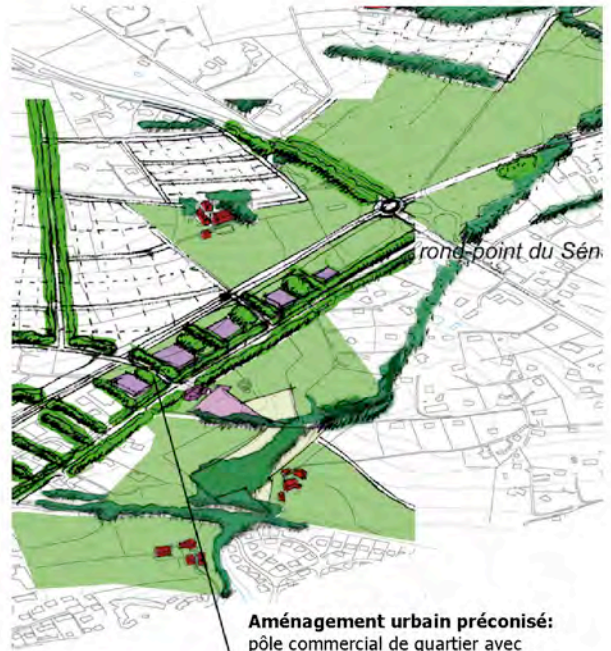 rond-point du Sén
Aménagement urbain préconisé:
pôle commercial de quartier avec